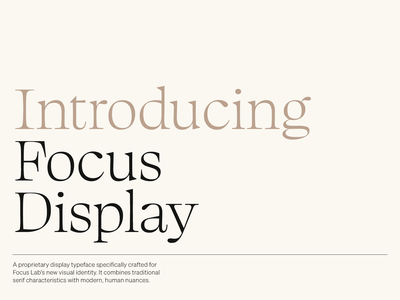 Introducing
Focus
Display
A proprietary display typeface specifically crafted for
Focus Lab's new visual identity. It combines traditional
serif characteristics with modern, human nuances.